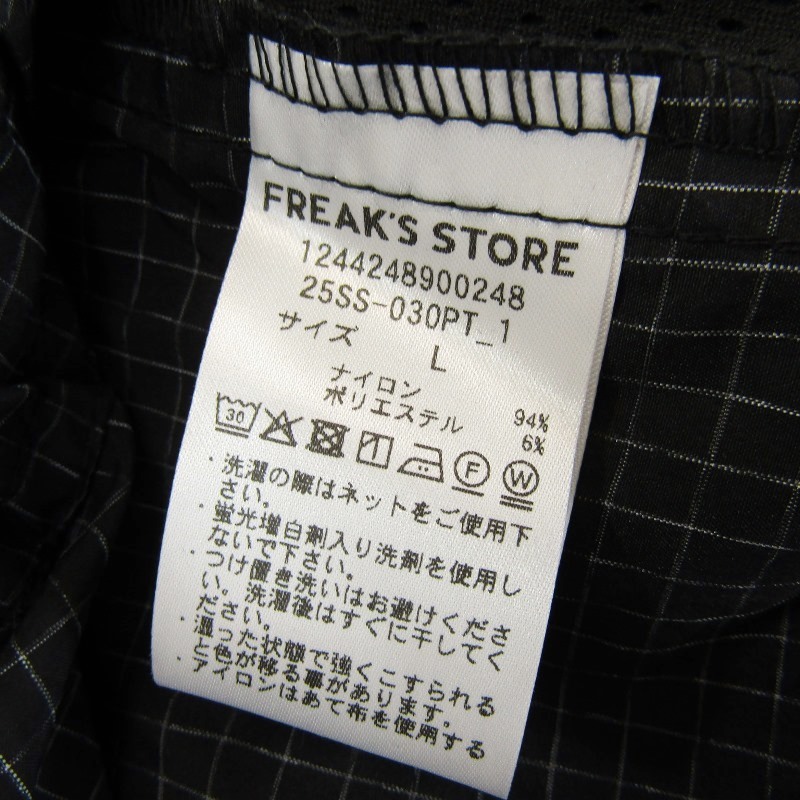 FREAK'S STORE
1244248900248
25SS-030PT_1
サイズ L
ナイロン 94%
ポリエステル 6%
30 F W
・洗濯の際はネットをご使用下
さい。
・蛍光増白剤入り洗剤を使用し
ないで下さい。
・つけ置き洗いはお避けくださ
い。洗濯後はすぐに干してく
ださい。
・湿った状態で強くこすられる
と色が移る事があります。
・アイロンはあて布を使用する